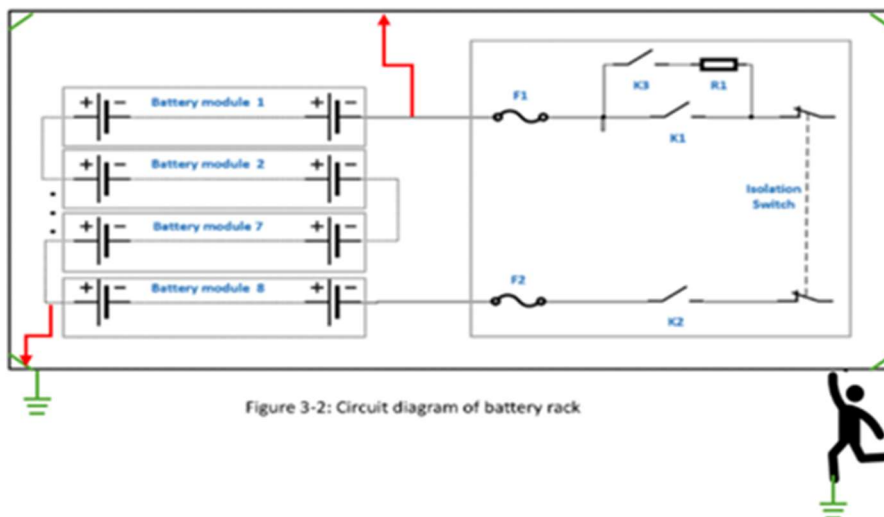 K3
R1
F1
K1
+ - Battery module 1 + -
+ - Battery module 2 + -
Isolation
Switch
+ - Battery module 7 + -
F2
+ - Battery module 8 + -
K2
Figure 3-2: Circuit diagram of battery rack